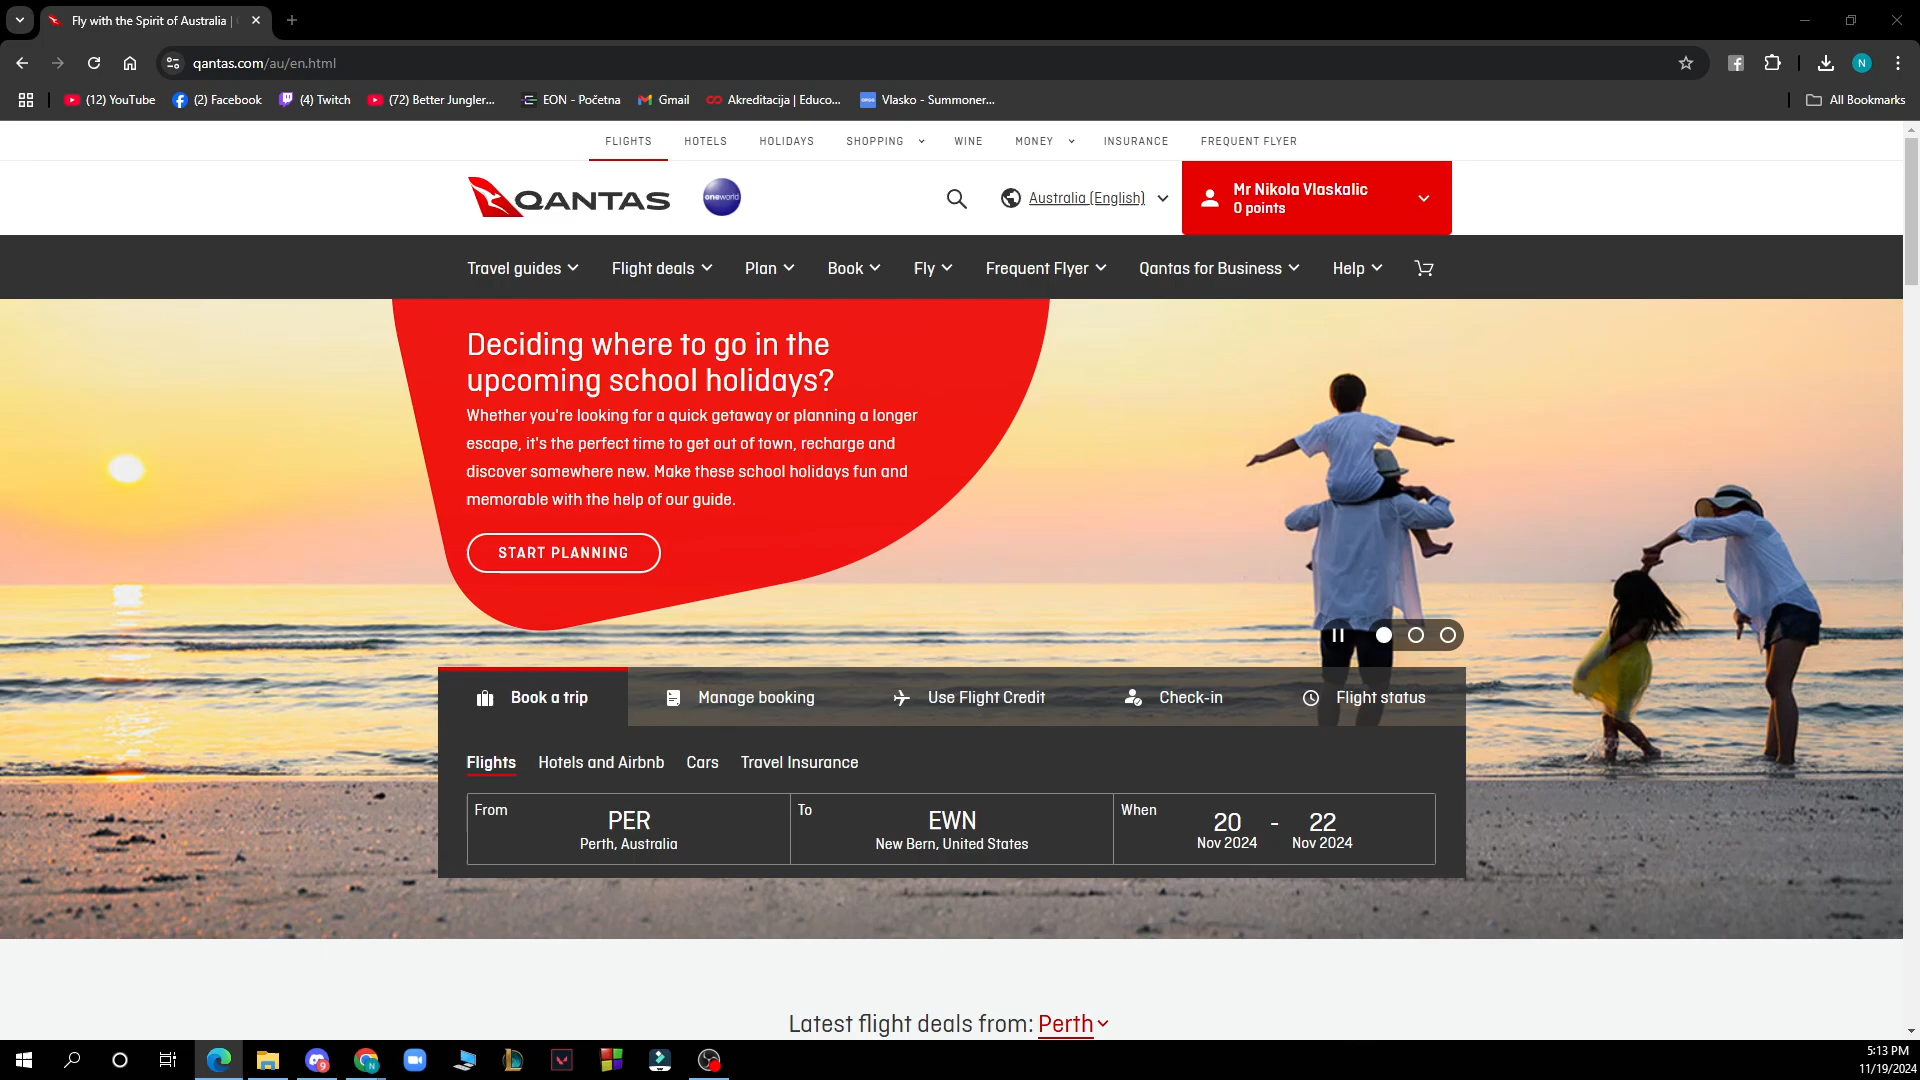 Fly with the Spirit of Australia |
qantas.com/au/en.html
N
(12) YouTube
(2) Facebook
(4) Twitch
(72) Better Jungler...
EON - Početna
Gmail
Akreditacija | Educo...
Vlasko - Summoner...
All Bookmarks
FLIGHTS
HOTELS
HOLIDAYS
SHOPPING
WINE
MONEY
INSURANCE
FREQUENT FLYER
QANTAS
oneworld
Australia (English)
Mr Nikola Vlaskalic
0 points
Travel guides
Flight deals
Plan
Book
Fly
Frequent Flyer
Qantas for Business
Help
Deciding where to go in the
upcoming school holidays?
Whether you're looking for a quick getaway or planning a longer
escape, it's the perfect time to get out of town, recharge and
discover somewhere new. Make these school holidays fun and
memorable with the help of our guide.
START PLANNING
Book a trip
Manage booking
Use Flight Credit
Check-in
Flight status
Flights
Hotels and Airbnb
Cars
Travel Insurance
From
PER
Perth, Australia
To
EWN
New Bern, United States
When
20 - 22
Nov 2024 Nov 2024
Latest flight deals from: Perth
5:13 PM
11/19/2024